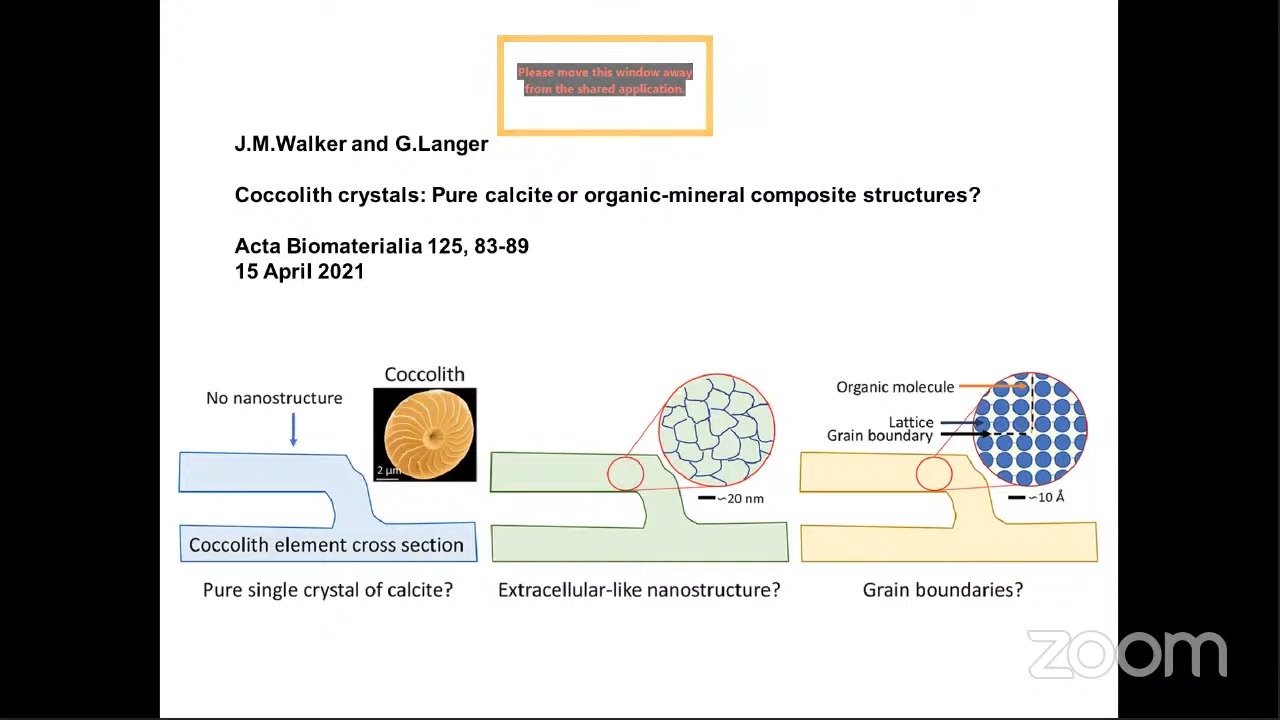 Please move this window away
from the shared application.
J.M.Walker and G.Langer
Coccolith crystals: Pure calcite or organic-mineral composite structures?
Acta Biomaterialia 125, 83-89
15 April 2021
Coccolith
No nanostructure
2 μm
Coccolith element cross section
Pure single crystal of calcite?
~20 nm
Extracellular-like nanostructure?
Organic molecule
Lattice
Grain boundary
~10 Å
Grain boundaries?
zoom